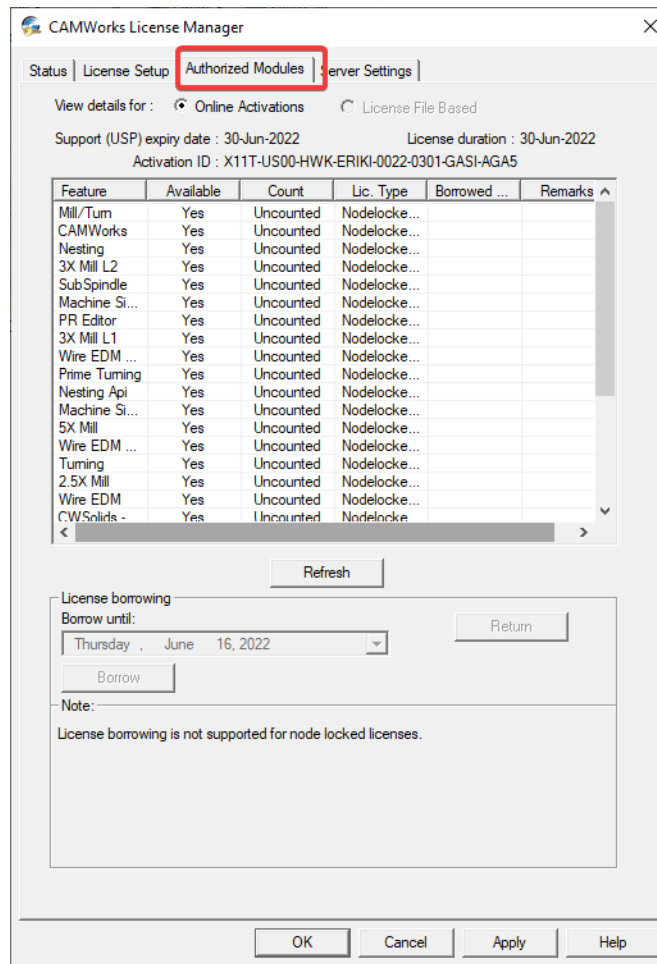 CAMWorks License Manager
Status License Setup Authorized Modules Server Settings
View details for : Online Activations License File Based
Support (USP) expiry date : 30-Jun-2022 License duration : 30-Jun-2022
Activation ID : X11T-US00-HWK-ERIKI-0022-0301-GASI-AGA5
Feature Available Count Lic. Type Borrowed ... Remarks
Mill/Turn Yes Uncounted Nodelocke...
CAMWorks Yes Uncounted Nodelocke...
Nesting Yes Uncounted Nodelocke...
3X Mill L2 Yes Uncounted Nodelocke...
SubSpindle Yes Uncounted Nodelocke...
Machine Si... Yes Uncounted Nodelocke...
PR Editor Yes Uncounted Nodelocke...
3X Mill L1 Yes Uncounted Nodelocke...
Wire EDM ... Yes Uncounted Nodelocke...
Prime Turning Yes Uncounted Nodelocke...
Nesting Api Yes Uncounted Nodelocke...
Machine Si... Yes Uncounted Nodelocke...
5X Mill Yes Uncounted Nodelocke...
Wire EDM ... Yes Uncounted Nodelocke...
Turning Yes Uncounted Nodelocke...
2.5X Mill Yes Uncounted Nodelocke...
Wire EDM Yes Uncounted Nodelocke...
CWSolids - Yes Uncounted Nodelocke
Refresh
License borrowing
Borrow until:
Thursday , June 16, 2022
Return
Borrow
Note:
License borrowing is not supported for node locked licenses.
OK Cancel Apply Help